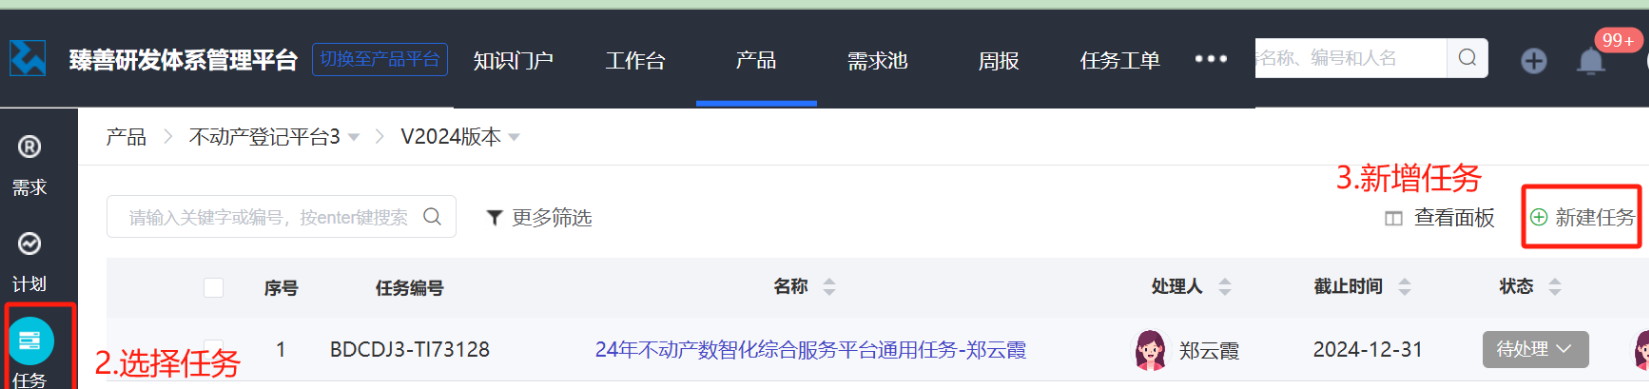 臻善研发体系管理平台 切换至产品平台 知识门户 工作台 产品 需求池 周报 任务工单 ••• 名称、编号和人名 99+
产品 > 不动产登记平台3 > V2024版本
需求
3.新增任务
请输入关键字或编号，按enter键搜索 更多筛选 查看面板 新建任务
计划
序号 任务编号 名称 处理人 截止时间 状态
1 BDCDJ3-TI73128 24年不动产数智化综合服务平台通用任务-郑云霞 郑云霞 2024-12-31 待处理
2.选择任务
任务